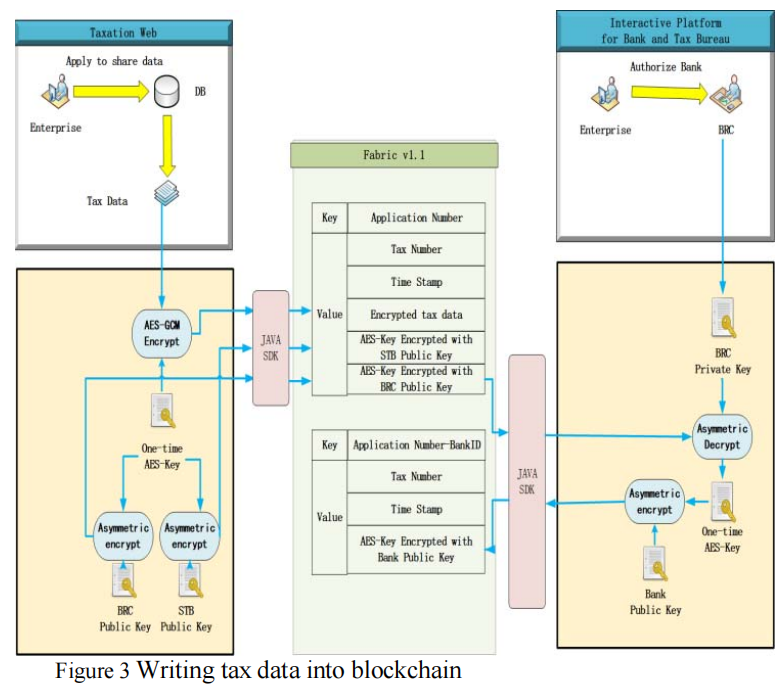 Taxation Web
Apply to share data
DB
Enterprise
Tax Data
Interactive Platform
for Bank and Tax Bureau
Authorize Bank
Enterprise
BRC
Fabric v1.1
Key
Application Number
Value
Tax Number
Time Stamp
Encrypted tax data
AES-Key Encrypted with
STB Public Key
AES-Key Encrypted with
BRC Public Key
Key
Application Number-BankID
Value
Tax Number
Time Stamp
AES-Key Encrypted with
Bank Public Key
AES-GCM
Encrypt
JAVA
SDK
One-time
AES-Key
Asymmetric
encrypt
Asymmetric
encrypt
BRC
Public Key
STB
Public Key
JAVA
SDK
BRC
Private Key
Asymmetric
Decrypt
Asymmetric
encrypt
One-time
AES-Key
Bank
Public Key
Figure 3 Writing tax data into blockchain